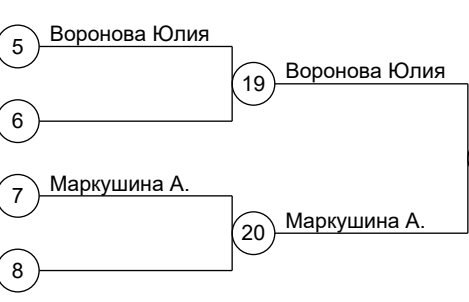 5 Воронова Юлия
19 Воронова Юлия
6
7 Маркушина А.
20 Маркушина А.
8